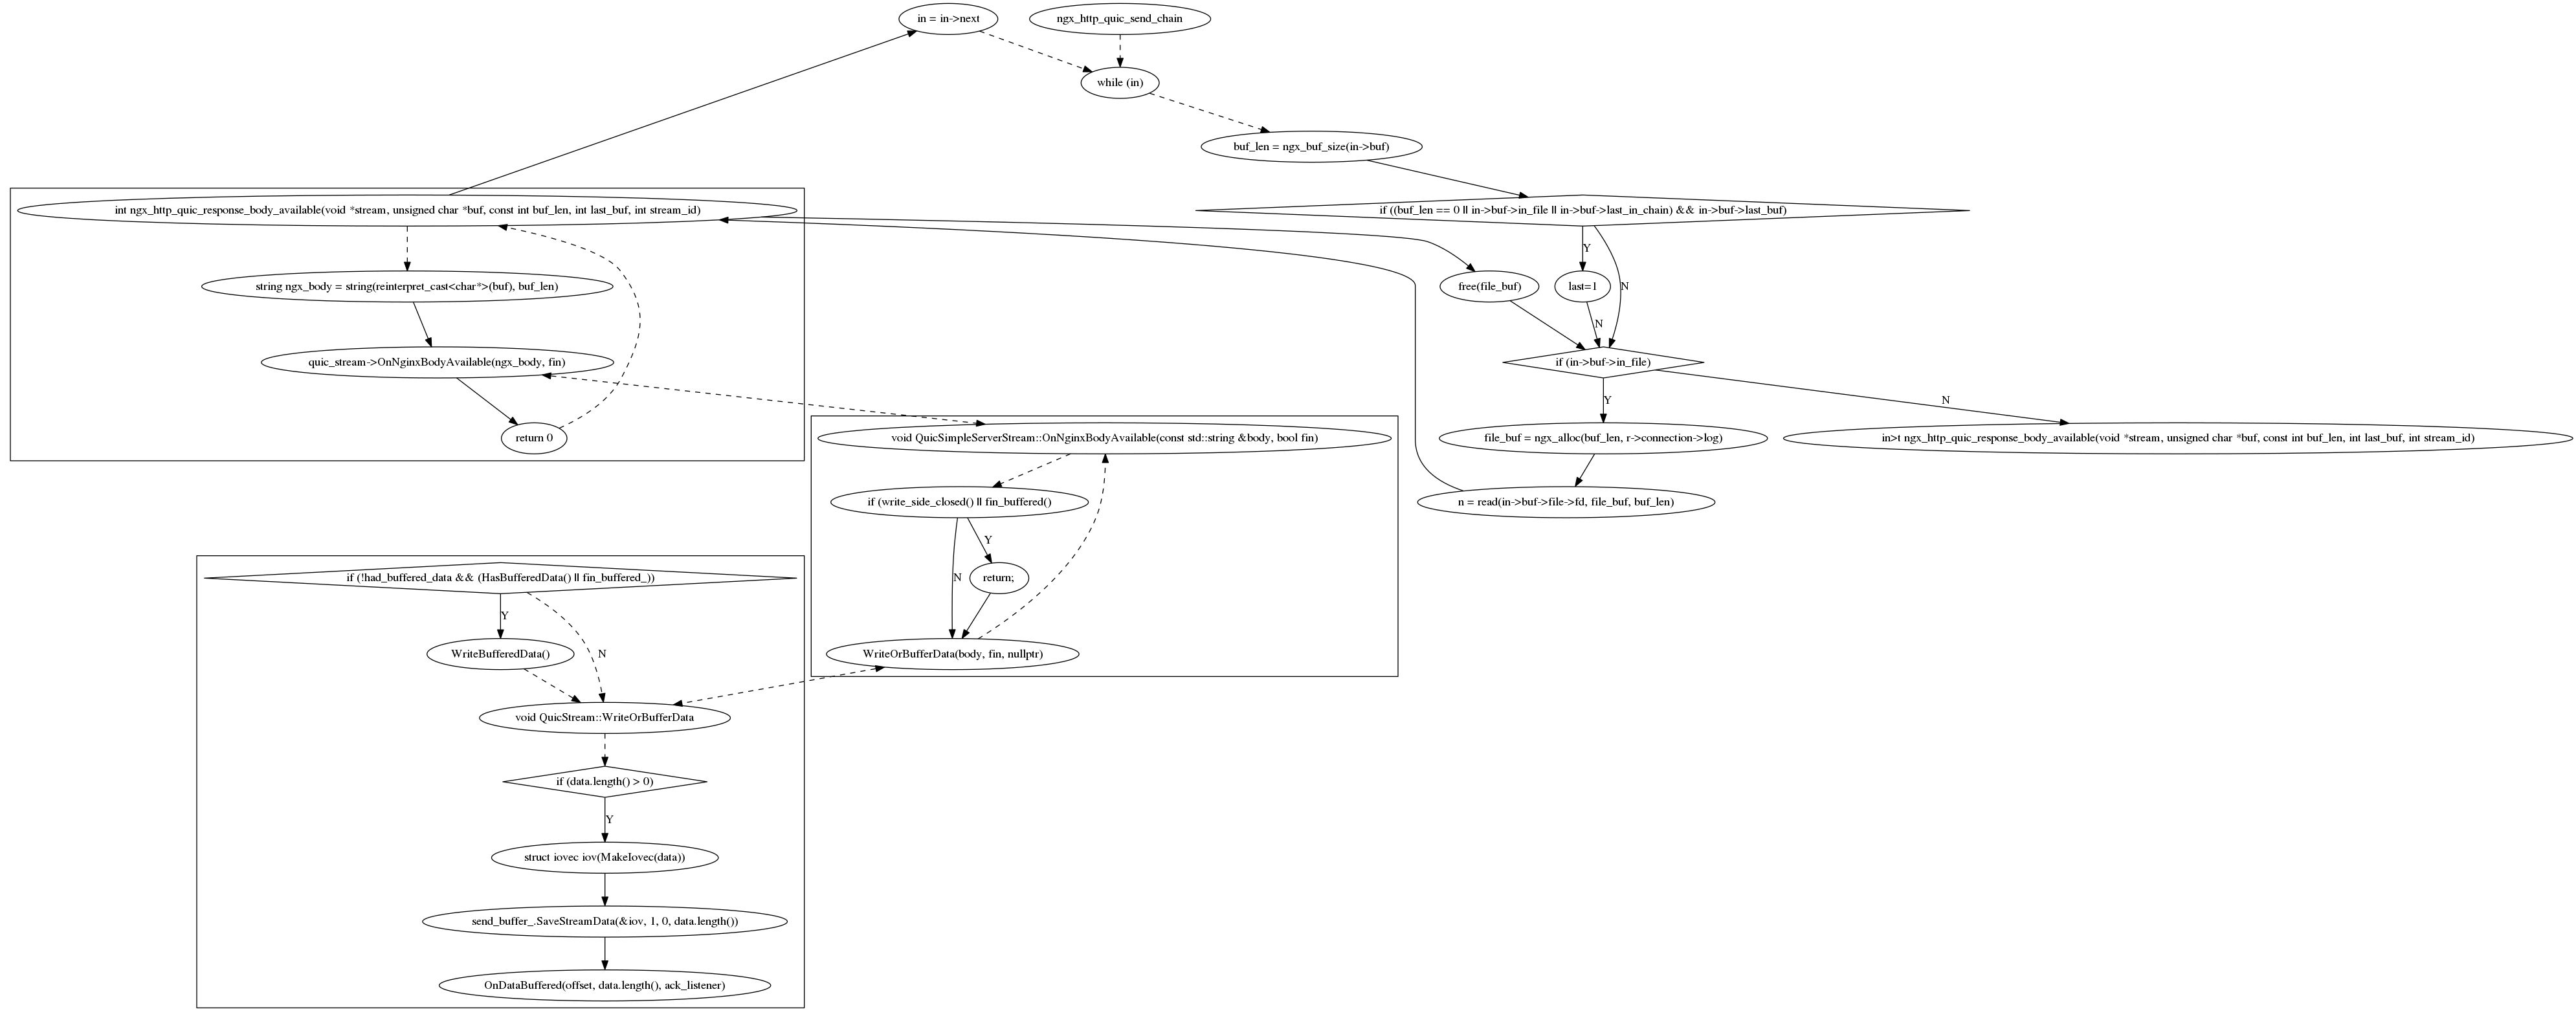 in = in->next
ngx_http_quic_send_chain
while (in)
buf_len = ngx_buf_size(in->buf)
int ngx_http_quic_response_body_available(void *stream, unsigned char *buf, const int buf_len, int last_buf, int stream_id)
if ((buf_len == 0 || in->buf->in_file || in->buf->last_in_chain) && in->buf->last_buf)
Y
string ngx_body = string(reinterpret_cast<char*>(buf), buf_len)
free(file_buf)
last=1
N
N
quic_stream->OnNginxBodyAvailable(ngx_body, fin)
if (in->buf->in_file)
Y
N
return 0
void QuicSimpleServerStream::OnNginxBodyAvailable(const std::string &body, bool fin)
file_buf = ngx_alloc(buf_len, r->connection->log)
in>t ngx_http_quic_response_body_available(void *stream, unsigned char *buf, const int buf_len, int last_buf, int stream_id)
if (write_side_closed() || fin_buffered()
n = read(in->buf->file->fd, file_buf, buf_len)
Y
if (!had_buffered_data && (HasBufferedData() || fin_buffered_))
N
return;
Y
WriteBufferedData()
N
WriteOrBufferData(body, fin, nullptr)
void QuicStream::WriteOrBufferData
if (data.length() > 0)
Y
struct iovec iov(MakeIovec(data))
send_buffer_.SaveStreamData(&iov, 1, 0, data.length())
OnDataBuffered(offset, data.length(), ack_listener)